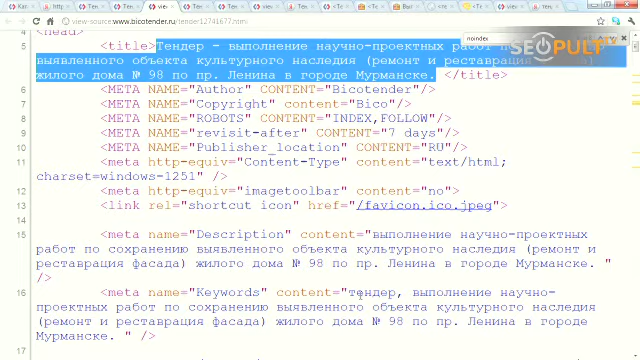 view-source:www.bicotender.ru/tender12741677.html
noindex
SEOPULT
4 <head>
5 <title>Тендер - выполнение научно-проектных работ
выявленного объекта культурного наследия (ремонт и реставрация
жилого дома № 98 по пр. Ленина в городе Мурманске. </title>
6 <META NAME="Author" CONTENT="Bicotender"/>
7 <META NAME="Copyright" content="Bico"/>
8 <META NAME="ROBOTS" CONTENT="INDEX,FOLLOW"/>
9 <META NAME="revisit-after" CONTENT="7 days"/>
10 <META NAME="Publisher_location" CONTENT="RU"/>
11 <meta http-equiv="Content-Type" content="text/html;
charset=windows-1251" />
12 <meta http-equiv="imagetoolbar" content="no">
13 <link rel="shortcut icon" href="/favicon.ico.jpeg">
15 <meta name="Description" content="выполнение научно-проектных
работ по сохранению выявленного объекта культурного наследия (ремонт и
реставрация фасада) жилого дома № 98 по пр. Ленина в городе Мурманске. "
/>
16 <meta name="Keywords" content="тендер, выполнение научно-
проектных работ по сохранению выявленного объекта культурного наследия
(ремонт и реставрация фасада) жилого дома № 98 по пр. Ленина в городе
Мурманске. " />
17